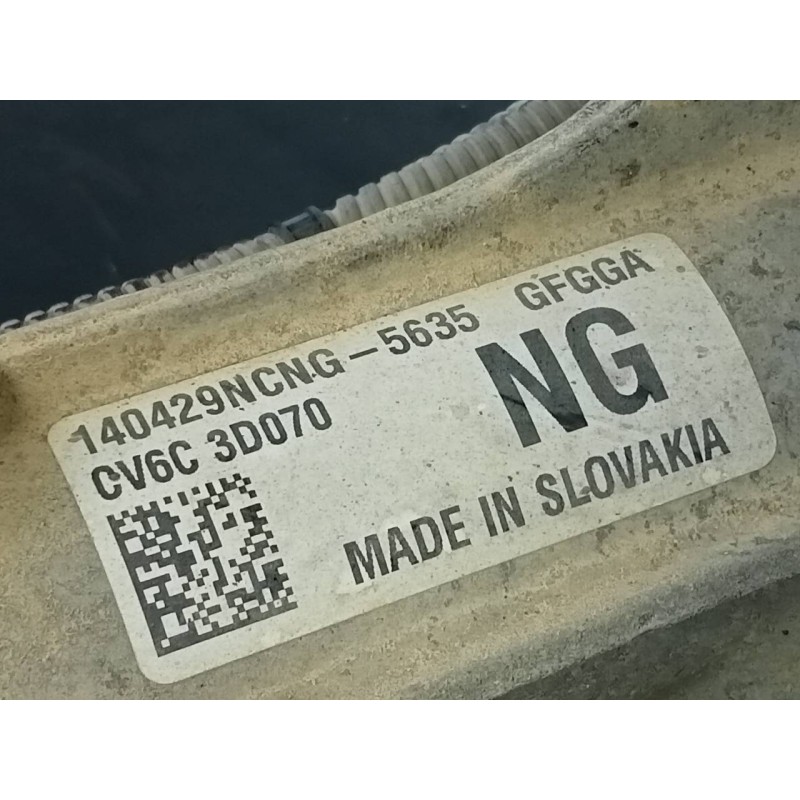 140429NCNG-5635 GFGGA
CV6C 3D070
NG
MADE IN SLOVAKIA